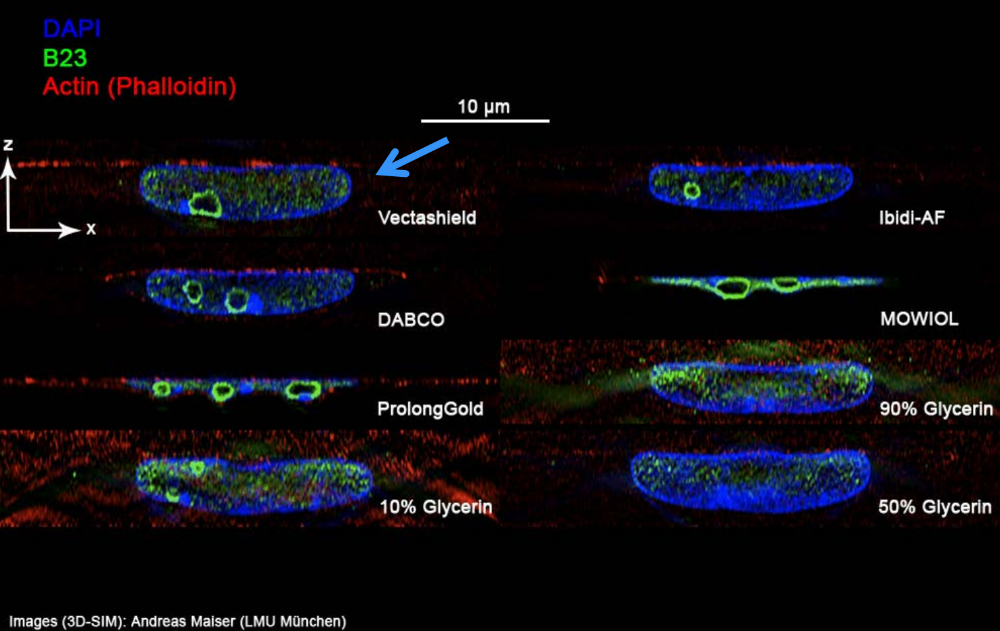 DAPI
B23
Actin (Phalloidin)
10 µm
z
x
Vectashield
Ibidi-AF
DABCO
MOWIOL
ProlongGold
90% Glycerin
10% Glycerin
50% Glycerin
Images (3D-SIM): Andreas Maiser (LMU München)